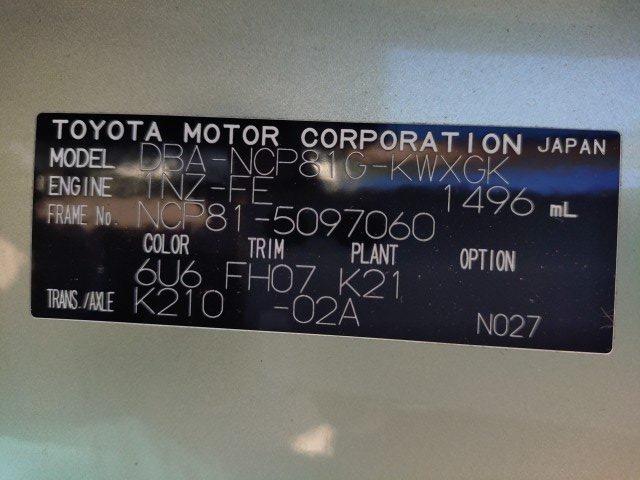 TOYOTA MOTOR CORPORATION JAPAN
MODEL DBA-NCP81G-KWXGK
ENGINE 1NZ-FE 1496 mL
FRAME No. NCP81-5097060
COLOR TRIM PLANT OPTION
6U6 FH07 K21
TRANS./AXLE K210 -02A
N027